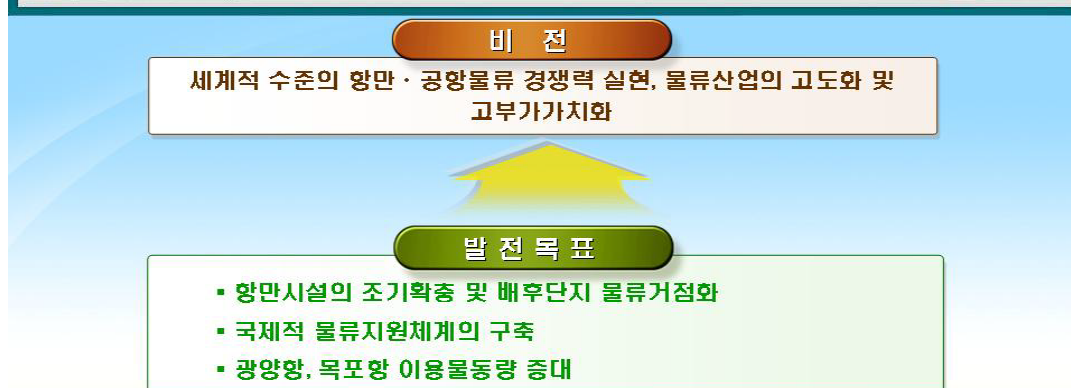 비 전
세계적 수준의 항만 · 공항물류 경쟁력 실현, 물류산업의 고도화 및
고부가가치화
발 전 목 표
▪ 항만시설의 조기확충 및 배후단지 물류거점화
▪ 국제적 물류지원체계의 구축
▪ 광양항, 목포항 이용물동량 증대